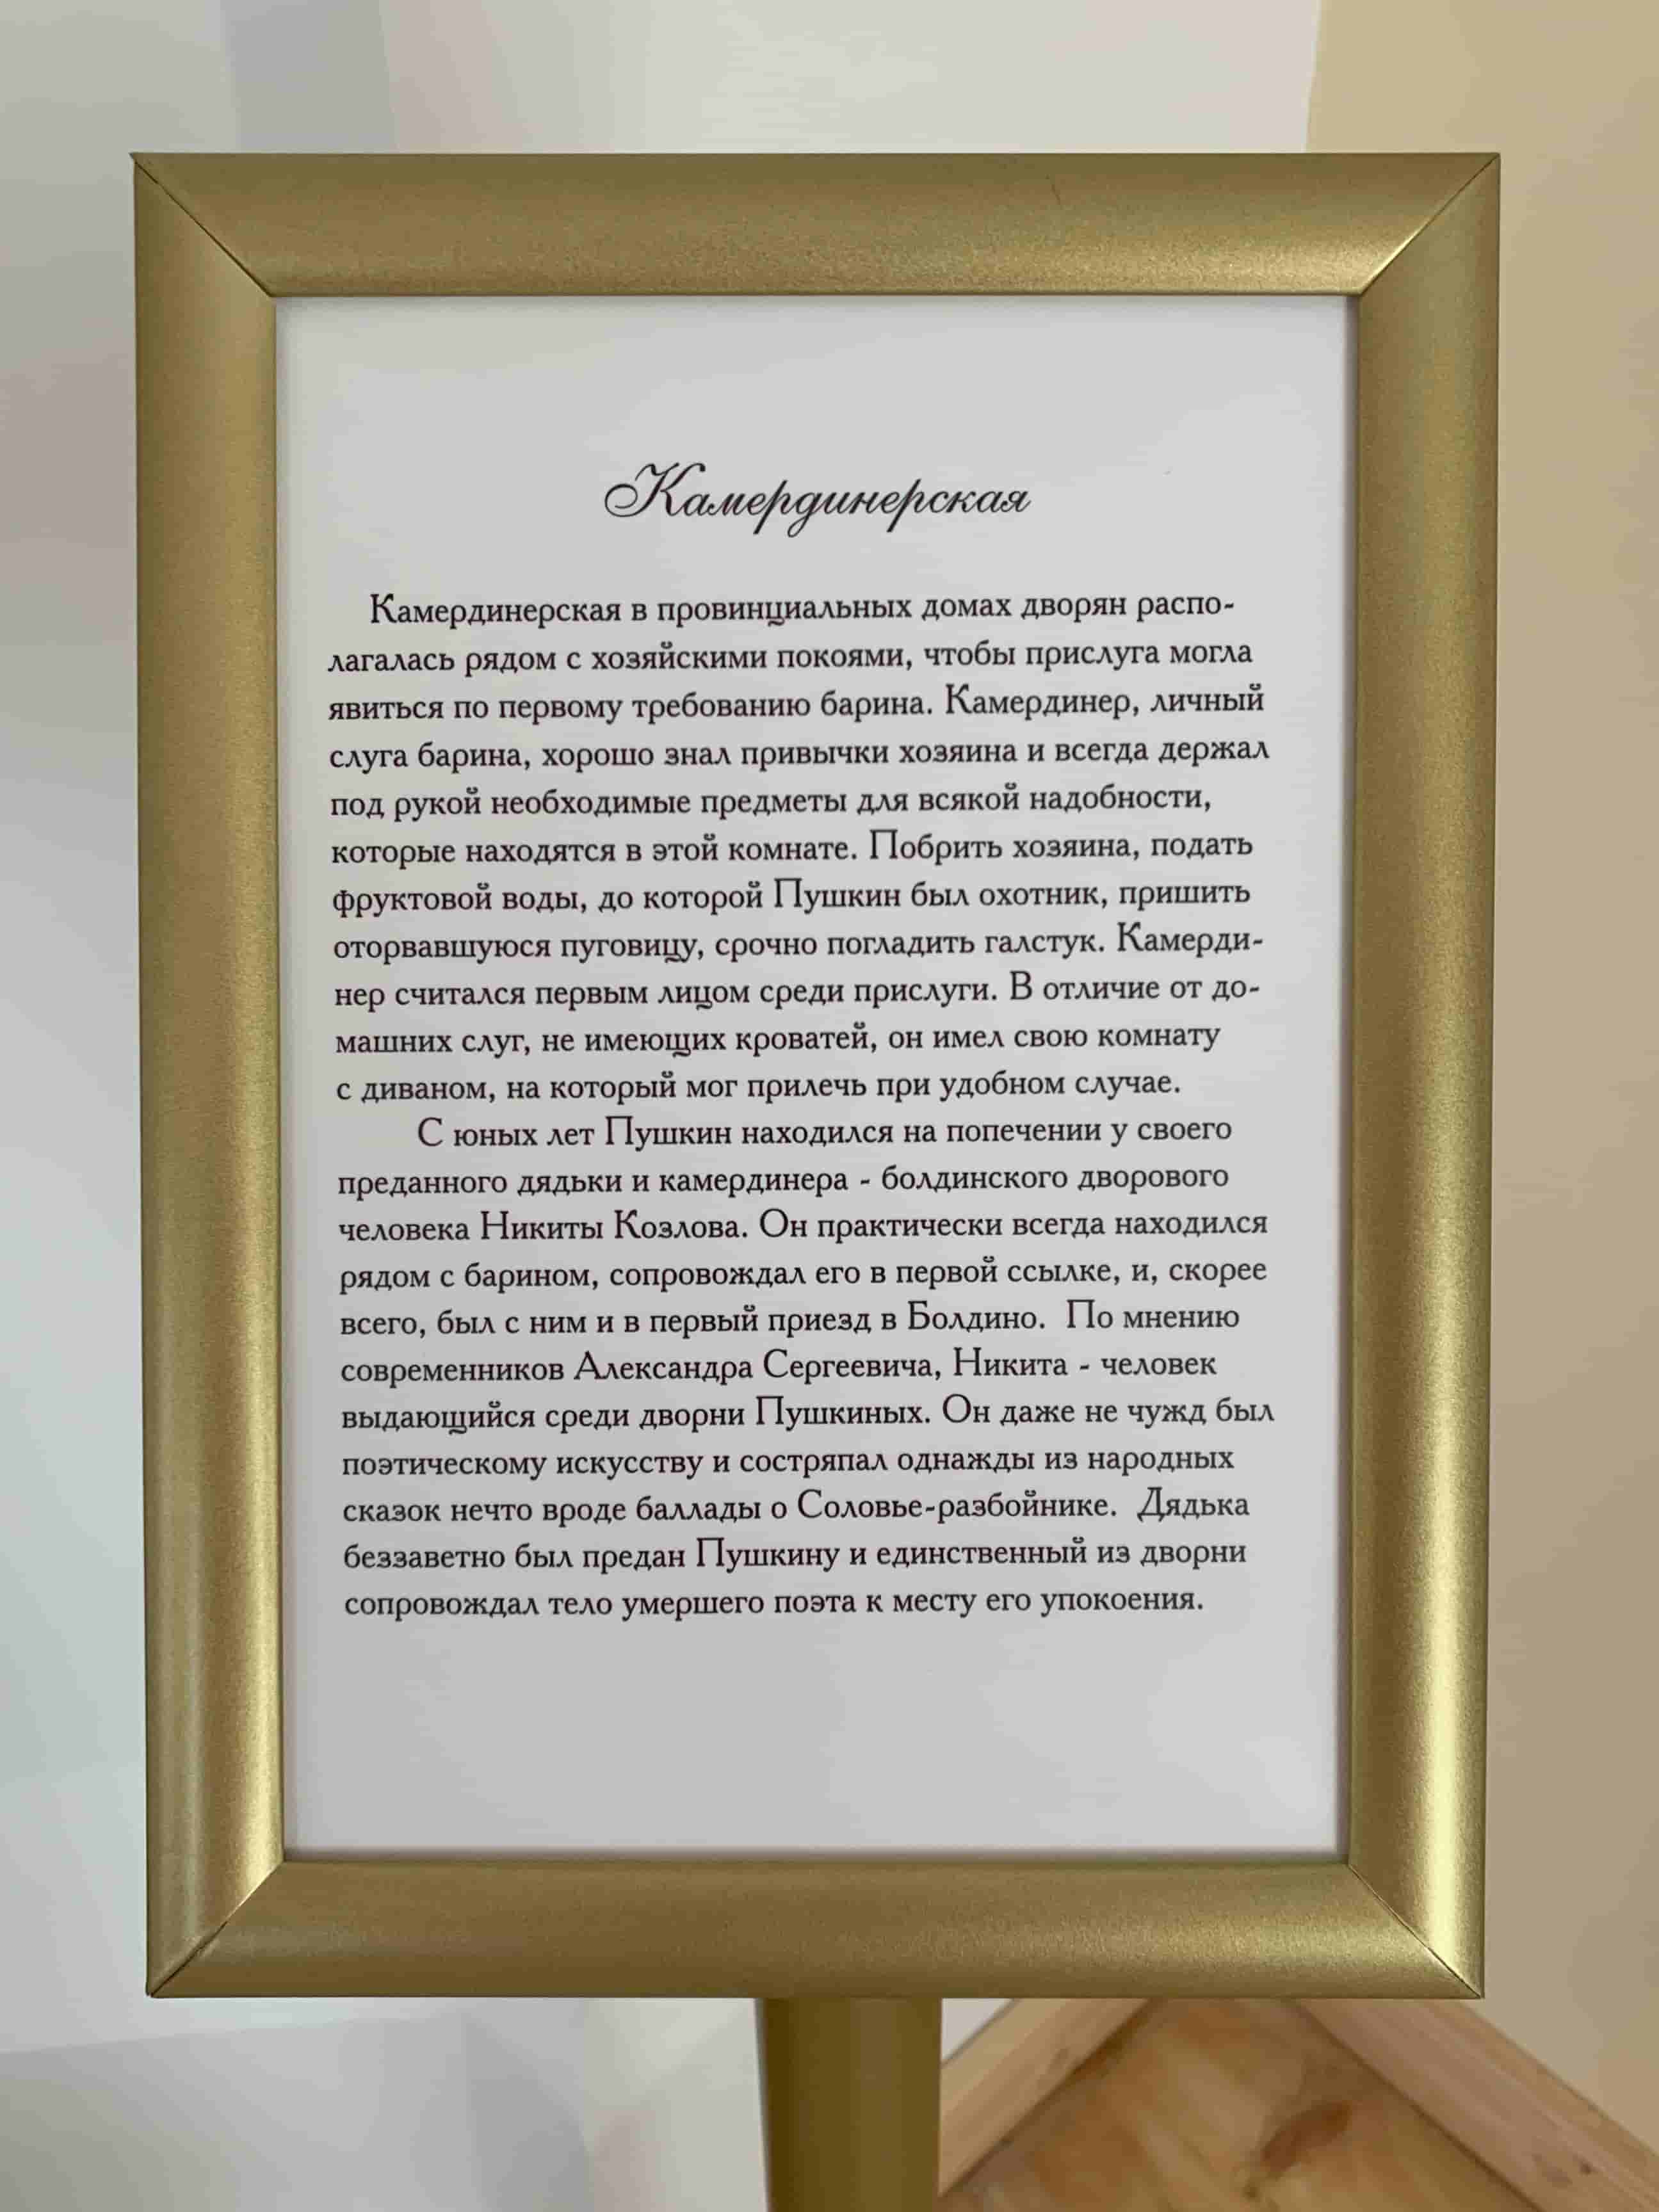 Камердинерская
Камердинерская в провинциальных домах дворян распо-
лагалась рядом с хозяйскими покоями, чтобы прислуга могла
явиться по первому требованию барина. Камердинер, личный
слуга барина, хорошо знал привычки хозяина и всегда держал
под рукой необходимые предметы для всякой надобности,
которые находятся в этой комнате. Побрить хозяина, подать
фруктовой воды, до которой Пушкин был охотник, пришить
оторвавшуюся пуговицу, срочно погладить галстук. Камерди-
нер считался первым лицом среди прислуги. В отличие от до-
машних слуг, не имеющих кроватей, он имел свою комнату
с диваном, на который мог прилечь при удобном случае.
С юных лет Пушкин находился на попечении у своего
преданного дядьки и камердинера - болдинского дворового
человека Никиты Козлова. Он практически всегда находился
рядом с барином, сопровождал его в первой ссылке, и, скорее
всего, был с ним и в первый приезд в Болдино. По мнению
современников Александра Сергеевича, Никита - человек
выдающийся среди дворни Пушкиных. Он даже не чужд был
поэтическому искусству и состряпал однажды из народных
сказок нечто вроде баллады о Соловье-разбойнике. Дядька
беззаветно был предан Пушкину и единственный из дворни
сопровождал тело умершего поэта к месту его упокоения.